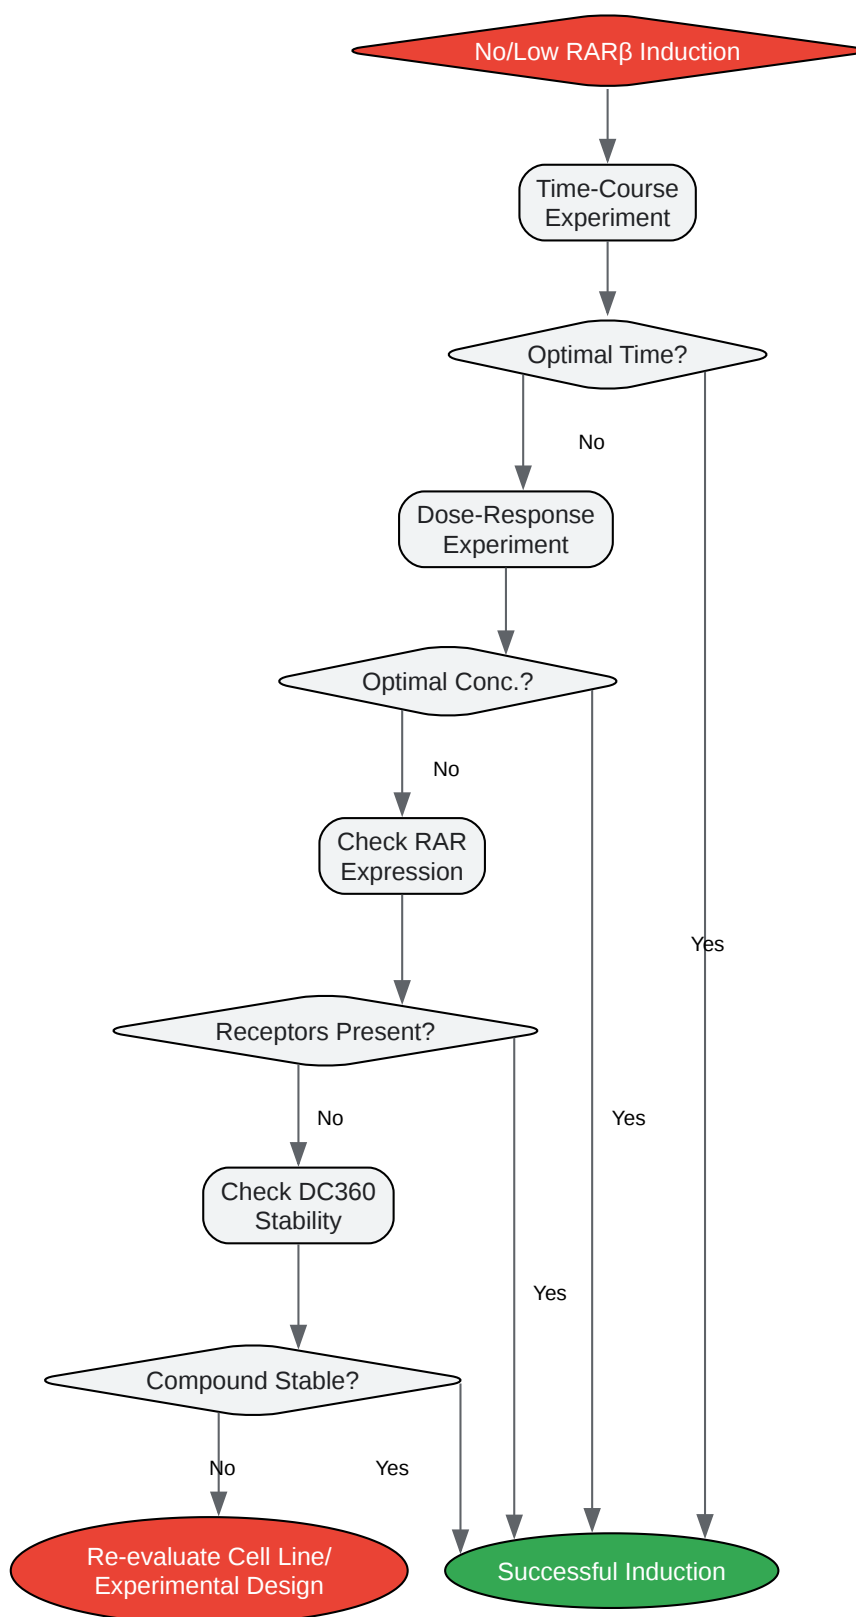 No/Low RARβ Induction
Time-Course
Experiment
Optimal Time?
No
Dose-Response
Experiment
Optimal Conc.?
No
Check RAR
Expression
Yes
Receptors Present?
No
Yes
Check DC360
Stability
Yes
Compound Stable?
No
Yes
Re-evaluate Cell Line/
Experimental Design
Successful Induction